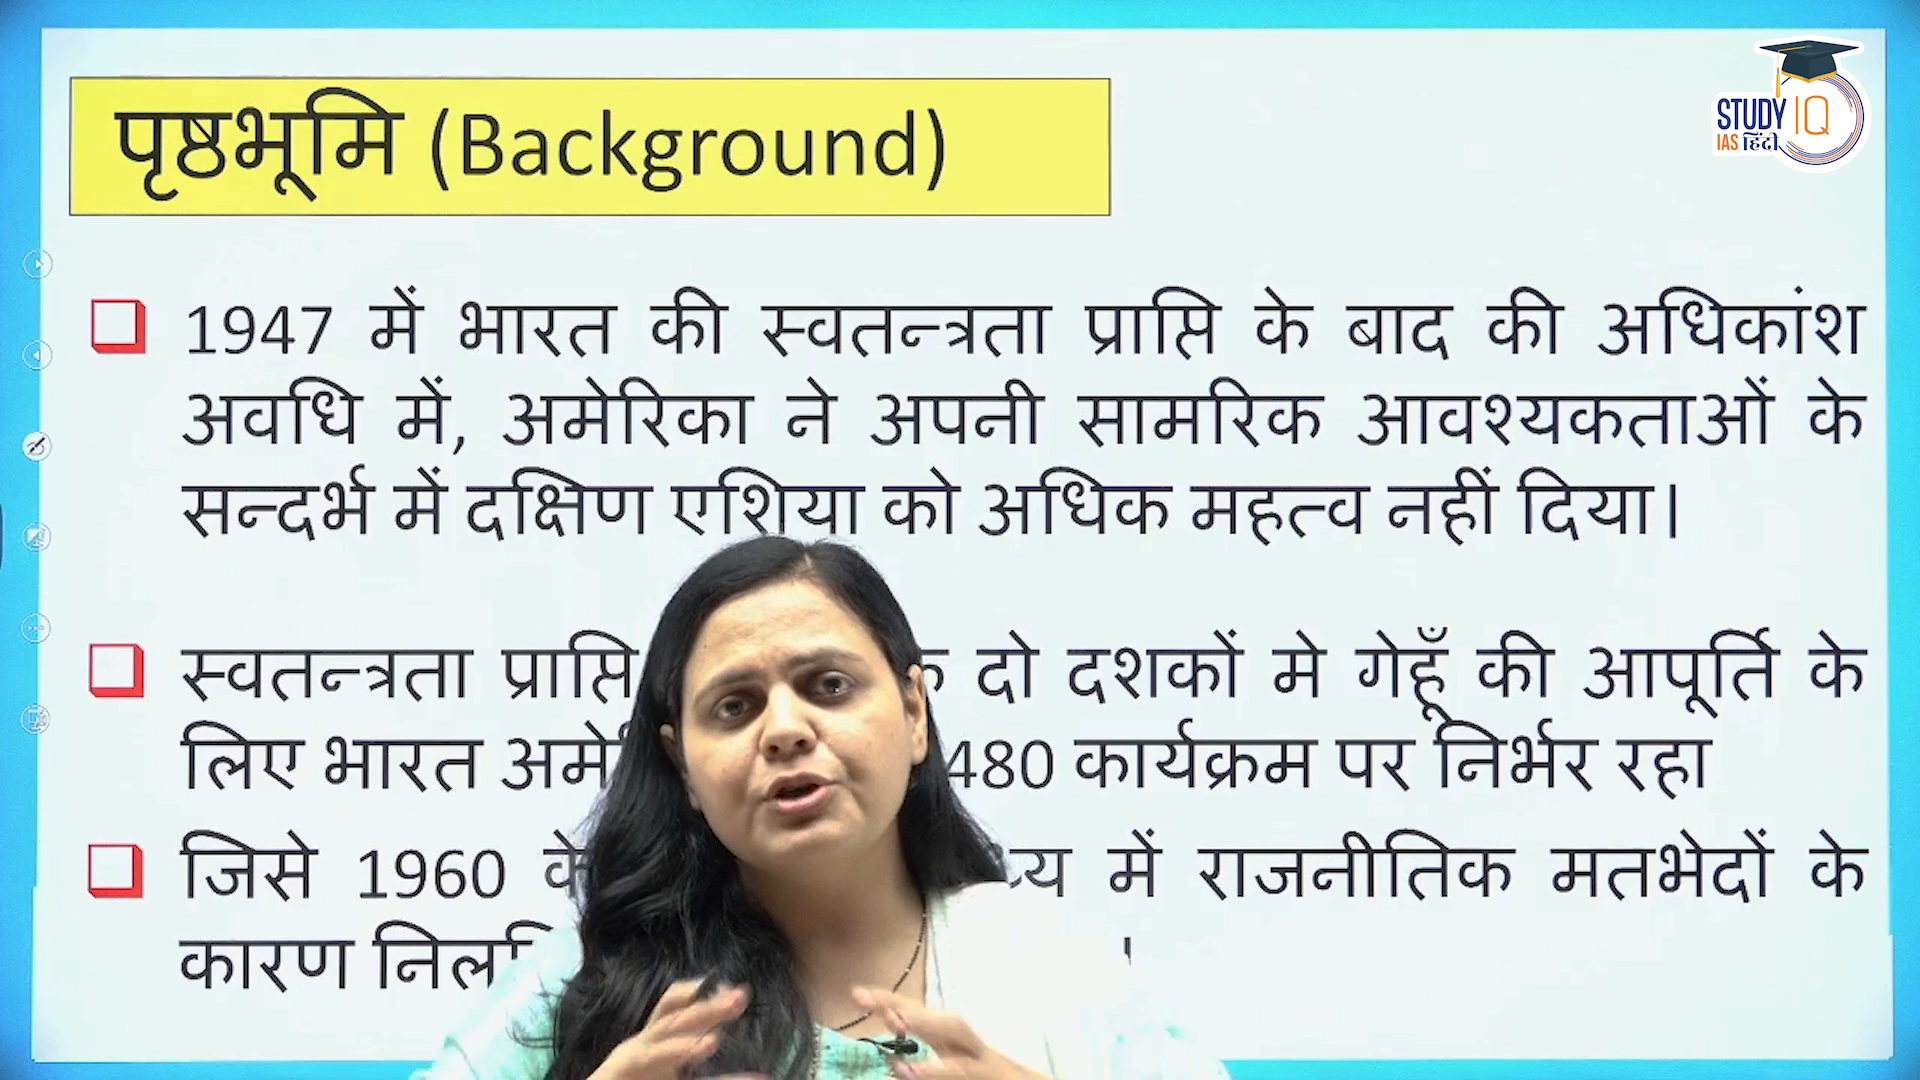 पृष्ठभूमि (Background)
STUDY IQ
IAS हिंदी
1947 में भारत की स्वतन्त्रता प्राप्ति के बाद की अधिकांश
अवधि में, अमेरिका ने अपनी सामरिक आवश्यकताओं के
सन्दर्भ में दक्षिण एशिया को अधिक महत्व नहीं दिया।
स्वतन्त्रता प्राप्ति दो दशकों मे गेहूँ की आपूर्ति के
लिए भारत 480 कार्यक्रम पर निर्भर रहा
जिसे 1960 में राजनीतिक मतभेदों के
कारण